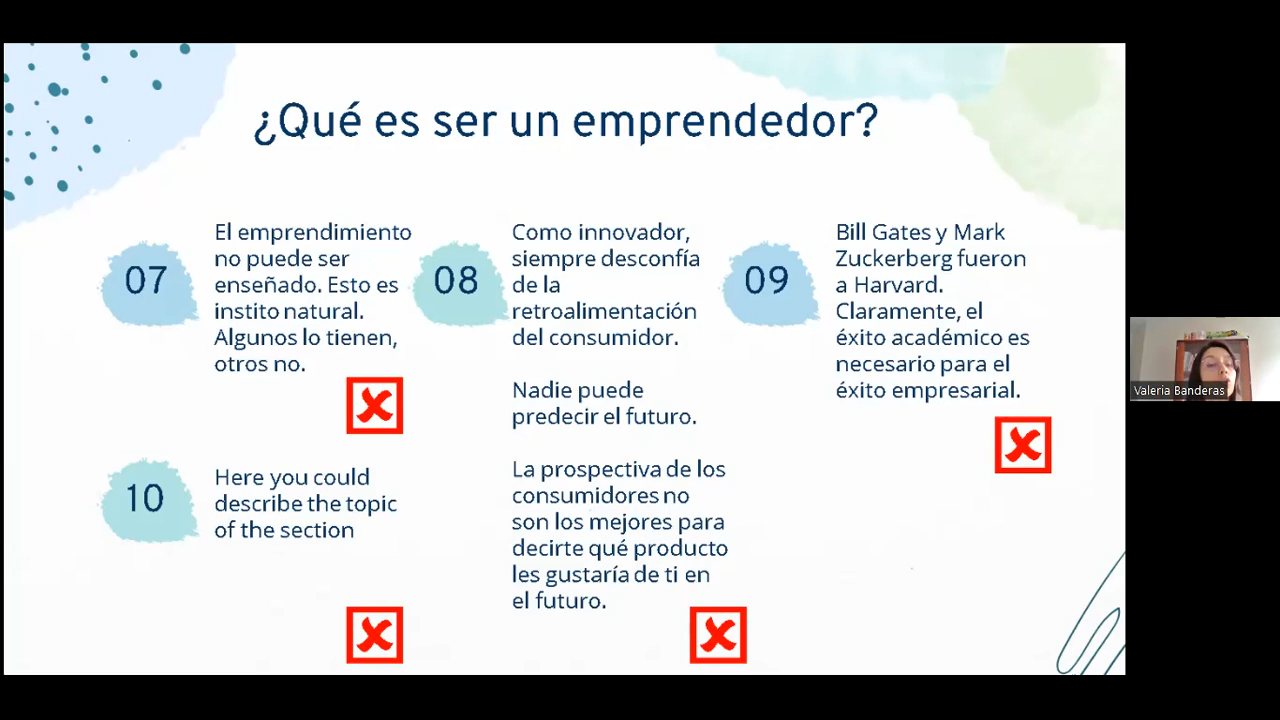 ¿Qué es ser un emprendedor?
07
El emprendimiento
no puede ser
enseñado. Esto es
instito natural.
Algunos lo tienen,
otros no.
08
Como innovador,
siempre desconfía
de la
retroalimentación
del consumidor.
Nadie puede
predecir el futuro.
La prospectiva de los
consumidores no
son los mejores para
decirte qué producto
les gustaría de ti en
el futuro.
09
Bill Gates y Mark
Zuckerberg fueron
a Harvard.
Claramente, el
éxito académico es
necesario para el
éxito empresarial.
10
Here you could
describe the topic
of the section
Valeria Banderas